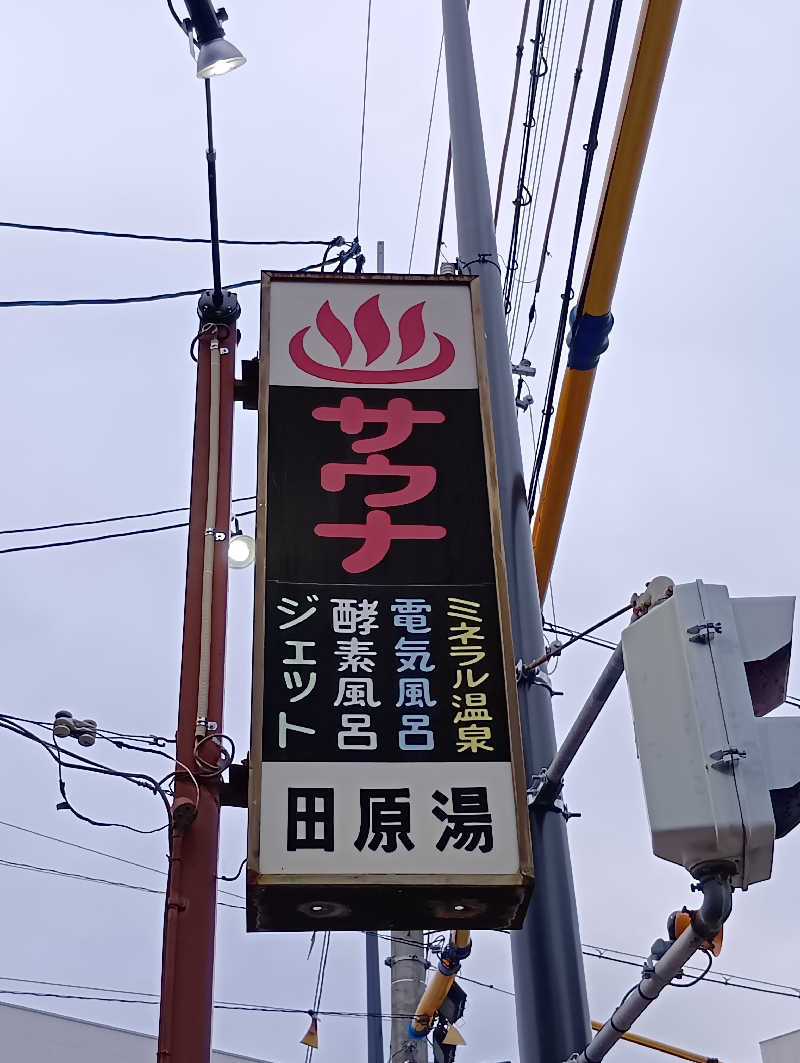 サウナ
ミネラル温泉
電気風呂
酵素風呂
ジェット
田原湯